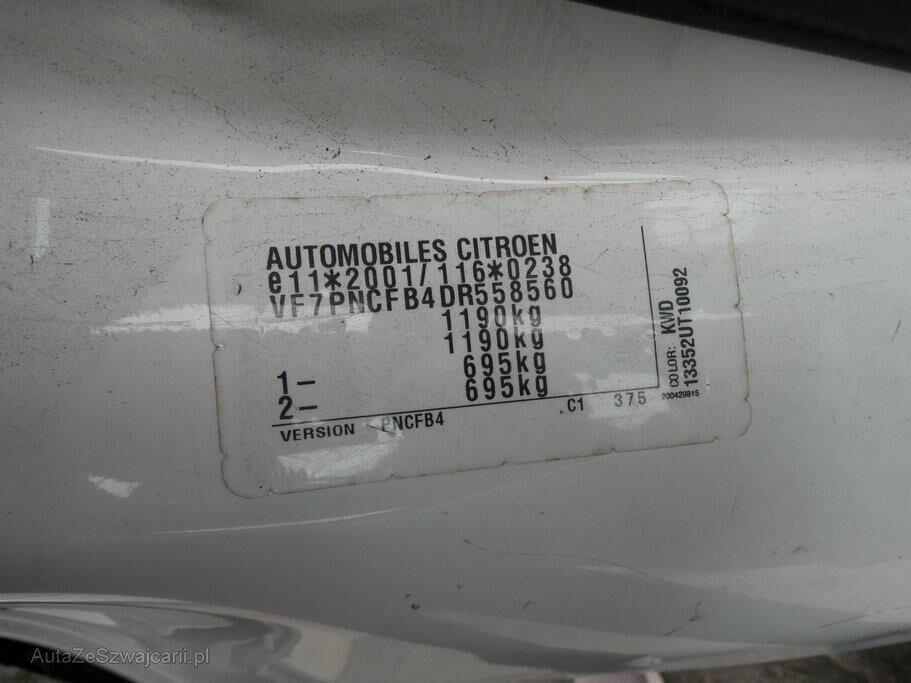 AUTOMOBILES CITROEN
e11*2001/116*0238
VF7PNCFB4DR558560
1190kg
1190kg
1– 695kg
2– 695kg
VERSION PNCFB4 C1 375
COLOR: KWD
13352UT10092
200429815
AutaZeSzwajcarii.pl